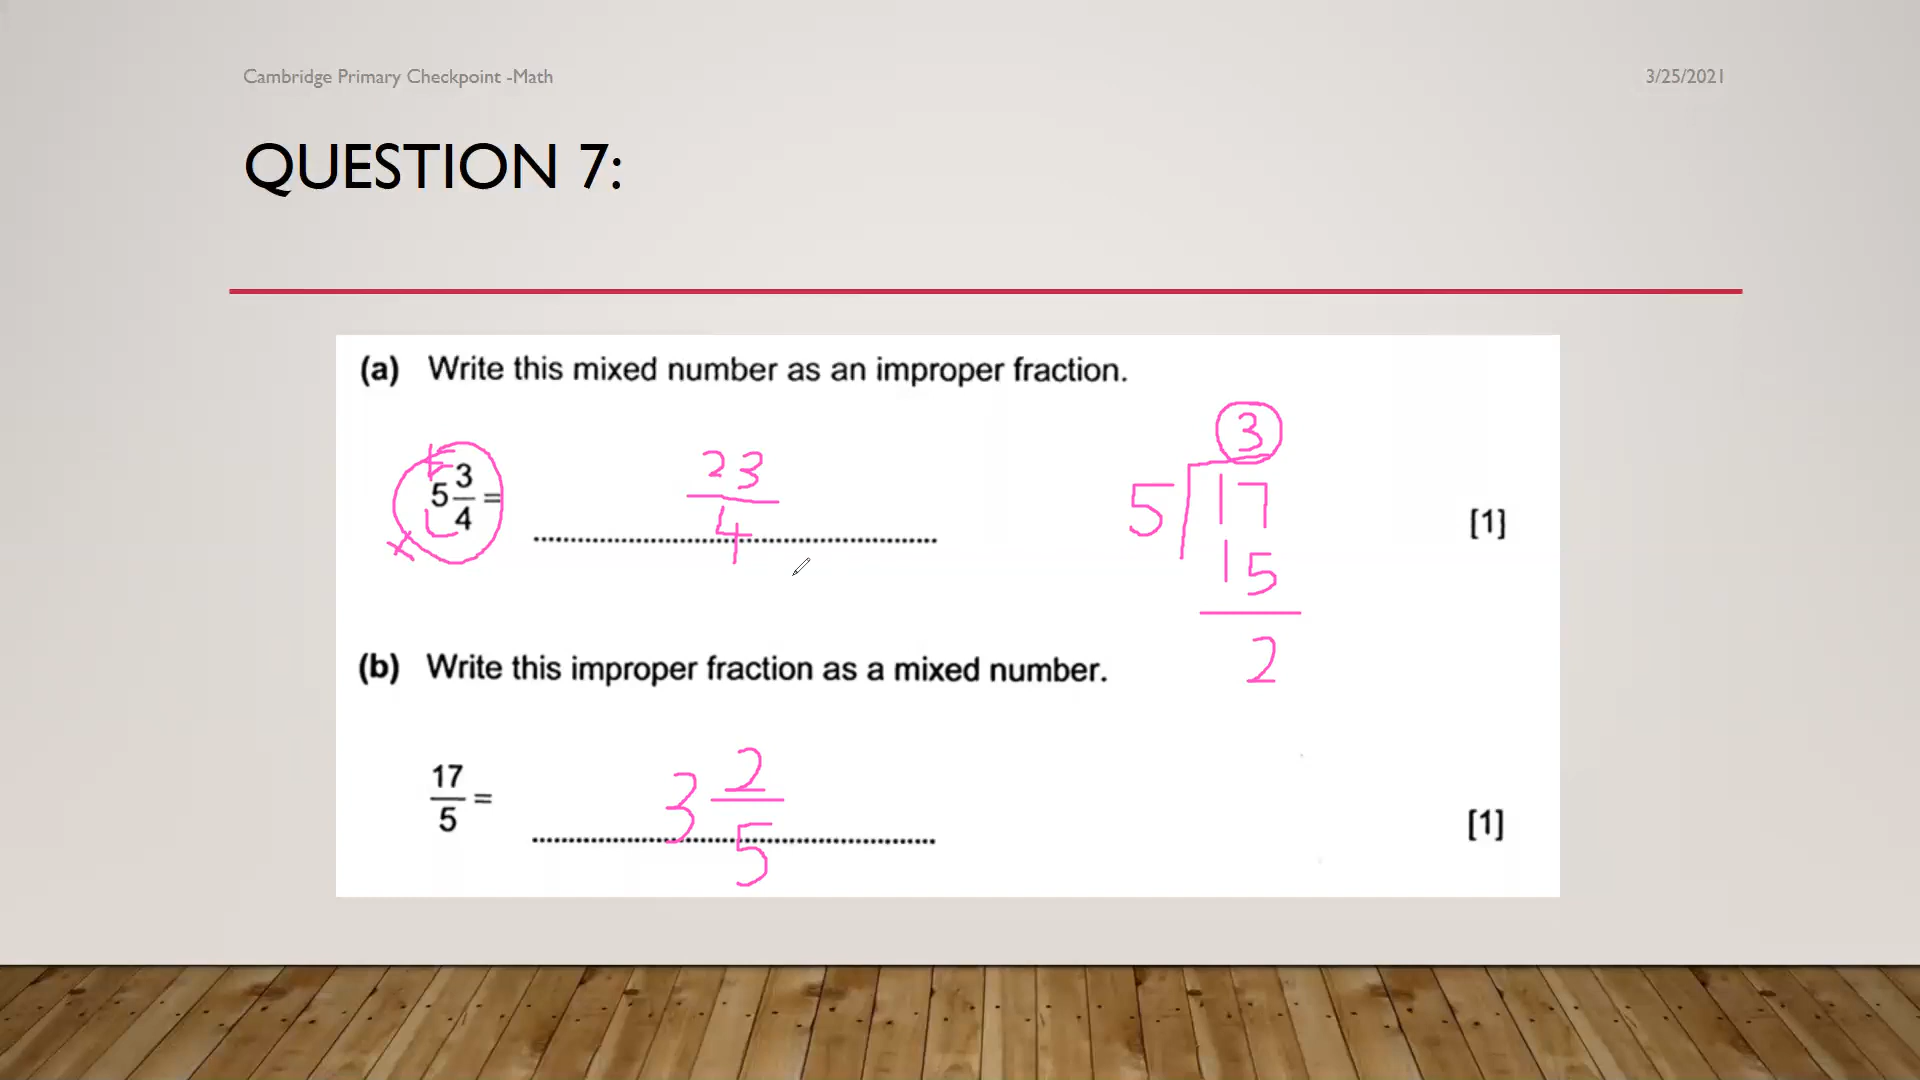 Cambridge Primary Checkpoint -Math
3/25/2021
QUESTION 7:
(a) Write this mixed number as an improper fraction.
5 3/4 = 23/4 [1]
3
5 17
15
2
(b) Write this improper fraction as a mixed number.
17/5 = 3 2/5 [1]